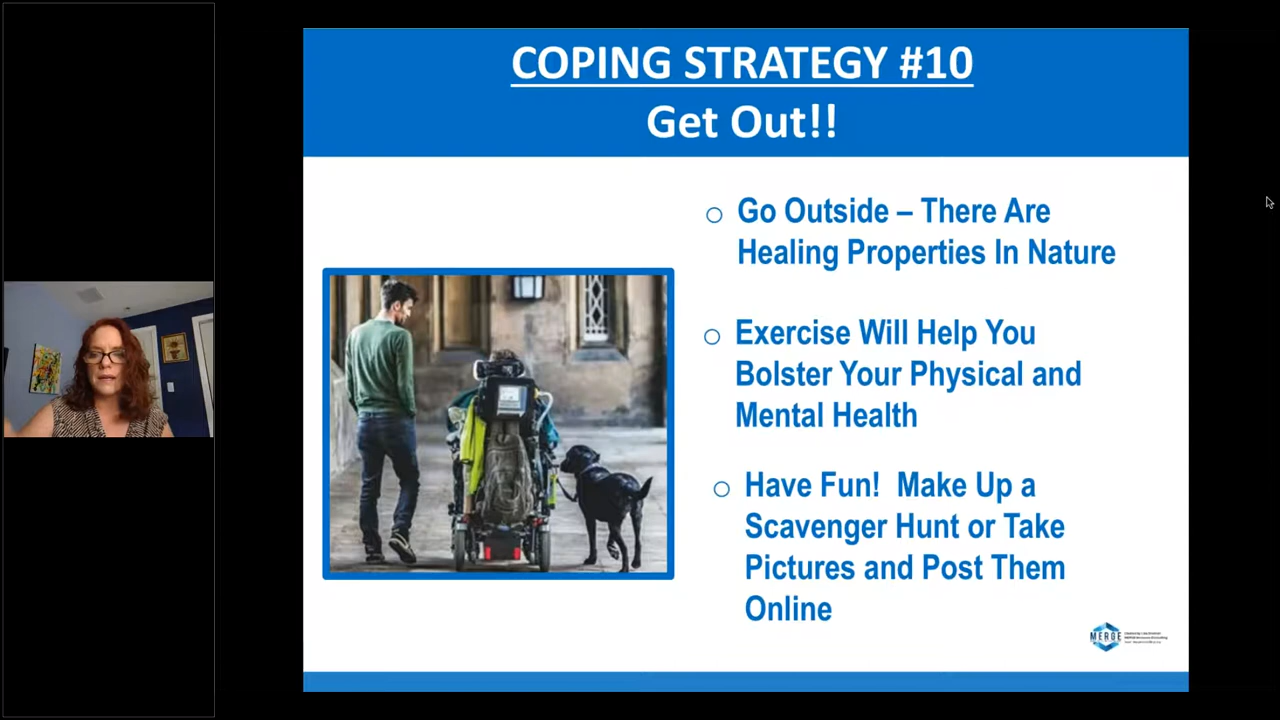 COPING STRATEGY #10
Get Out!!
Go Outside – There Are
Healing Properties In Nature
Exercise Will Help You
Bolster Your Physical and
Mental Health
Have Fun!  Make Up a
Scavenger Hunt or Take
Pictures and Post Them
Online
MERGE